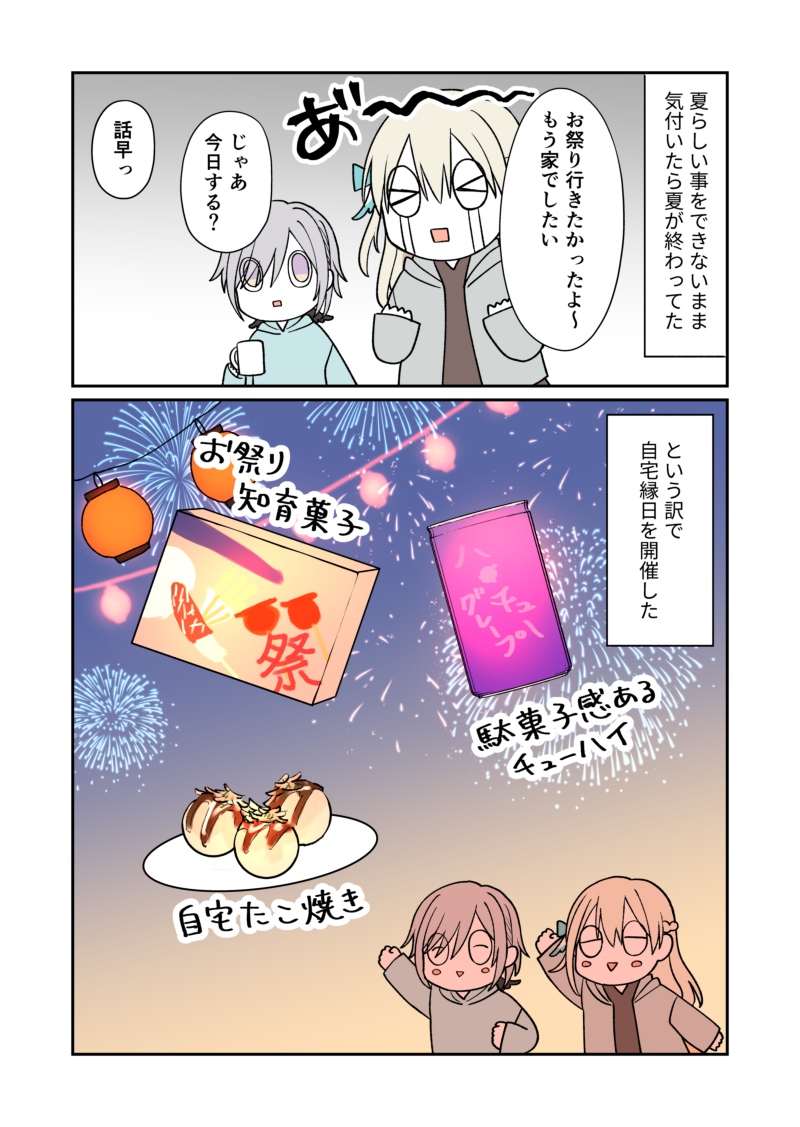 夏らしい事をできないまま
気付いたら夏が終わってた
お祭り行きたかったよ〜
もう家でしたい
あ゛〜〜〜
じゃあ
今日する?
話早っ
という訳で
自宅縁日を開催した
お祭り
知育菓子
祭
ハイ
チュー
グレープ
駄菓子感ある
チューハイ
自宅たこ焼き